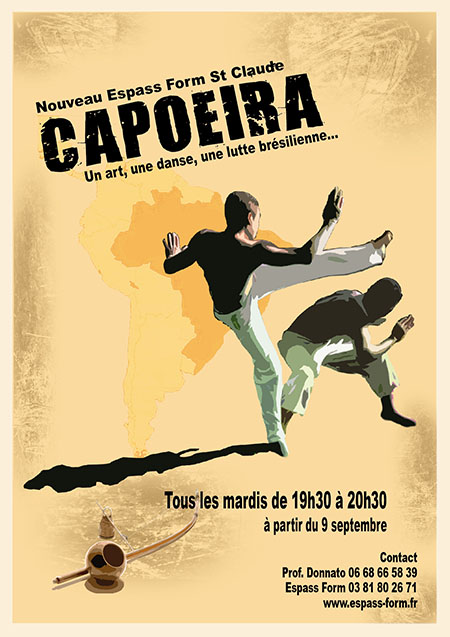 Nouveau Espass Form St Claude
CAPOEIRA
Un art, une danse, une lutte brésilienne...
Tous les mardis de 19h30 à 20h30
à partir du 9 septembre
Contact
Prof. Donnato 06 68 66 58 39
Espass Form 03 81 80 26 71
www.espass-form.fr